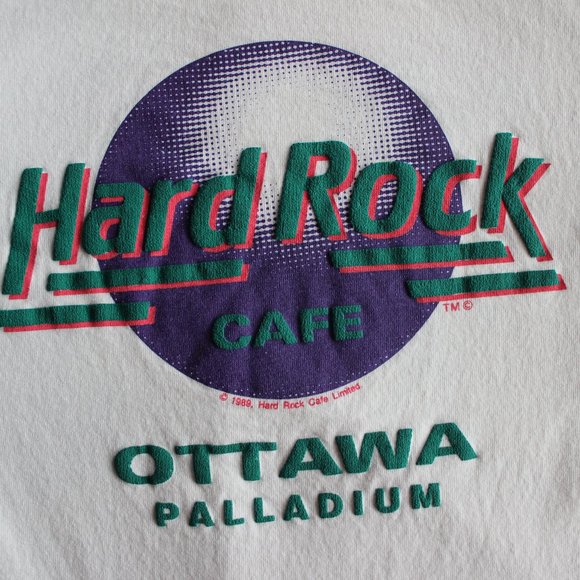 Hard Rock
CAFE
TM ©
© 1989, Hard Rock Cafe Limited.
OTTAWA
PALLADIUM